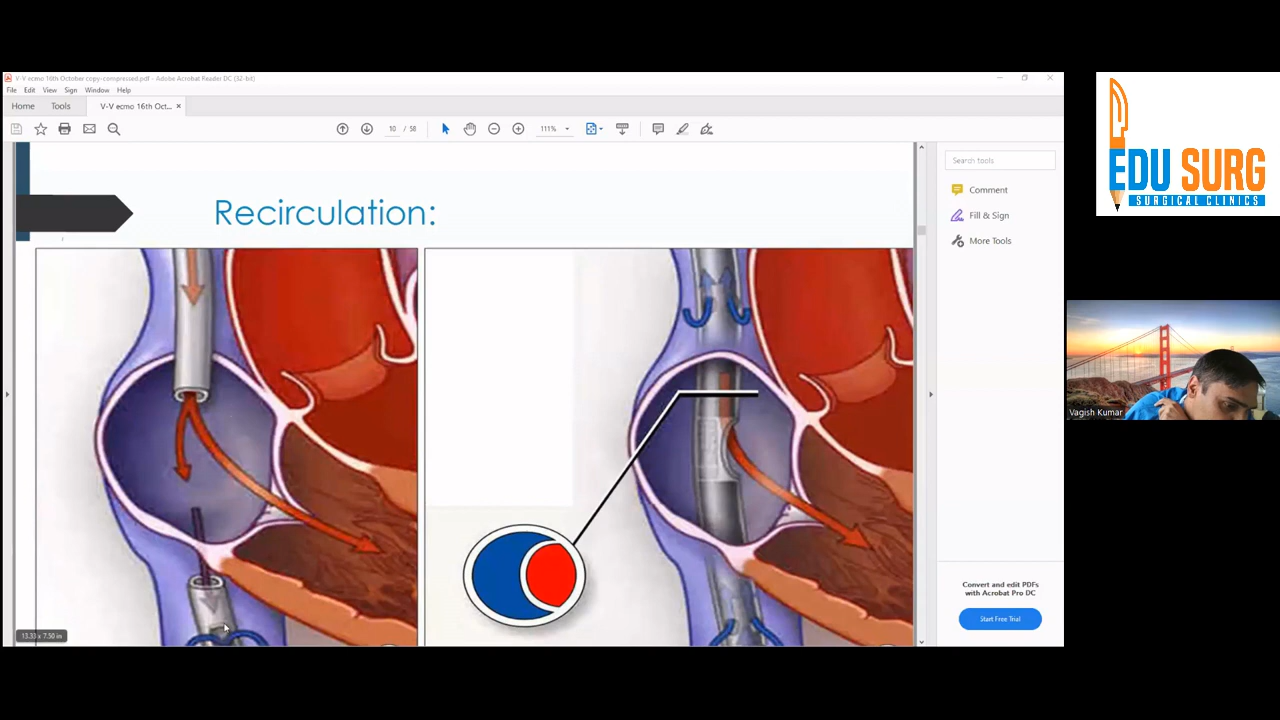 V-V ecmo 16th October copy-compressed.pdf - Adobe Acrobat Reader DC (32-bit)
File Edit View Sign Window Help
Home Tools V-V ecmo 16th Oct... ×
10 / 58 111%
Recirculation:
Search tools
Comment
Fill & Sign
More Tools
Convert and edit PDFs
with Acrobat Pro DC
Start Free Trial
13.33 x 7.50 in
EDU SURG
SURGICAL CLINICS
Vagish Kumar